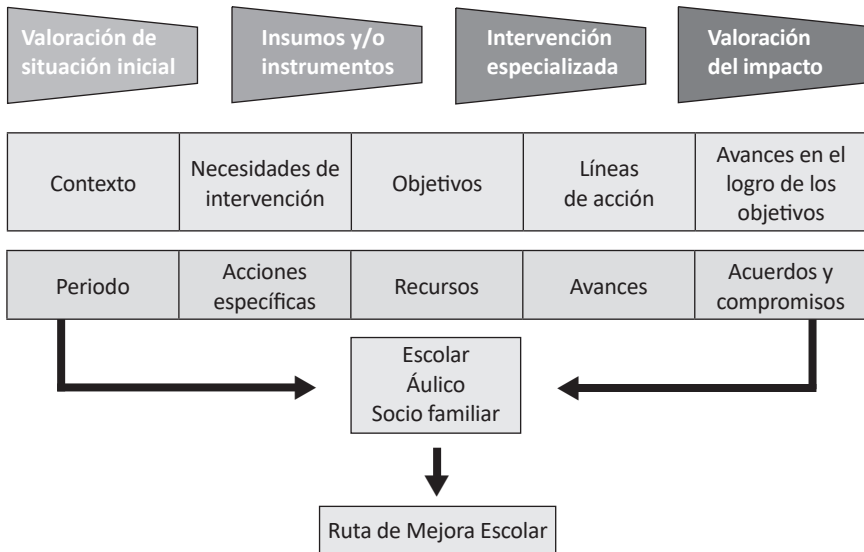 Valoración de
situación inicial
Insumos y/o
instrumentos
Intervención
especializada
Valoración
del impacto
Contexto
Necesidades de
intervención
Objetivos
Líneas
de acción
Avances en el
logro de los
objetivos
Periodo
Acciones
específicas
Recursos
Avances
Acuerdos y
compromisos
Escolar
Áulico
Socio familiar
Ruta de Mejora Escolar